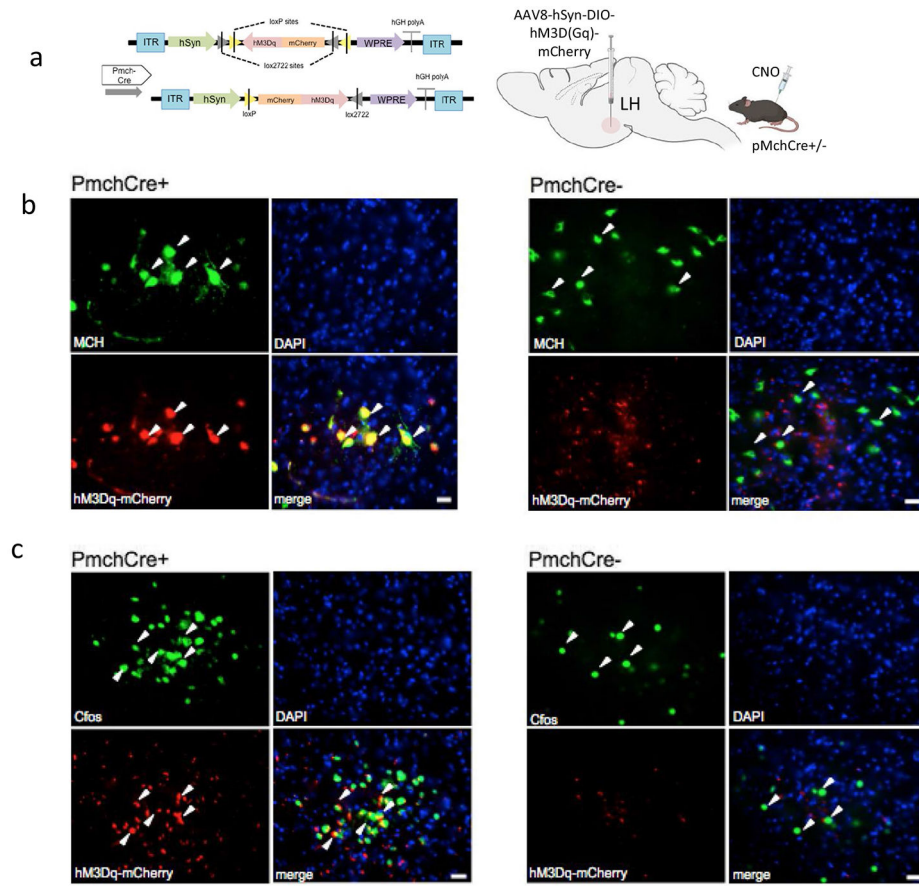 a
loxP sites
hGH polyA
ITR
hSyn
hM3Dq
mCherry
WPRE
ITR
lox2722 sites
Pmch-
Cre
hGH polyA
ITR
hSyn
mCherry
hM3Dq
WPRE
ITR
loxP
lox2722
AAV8-hSyn-DIO-
hM3D(Gq)-
mCherry
LH
CNO
pMchCre+/-
b
PmchCre+
MCH
DAPI
hM3Dq-mCherry
merge
PmchCre-
MCH
DAPI
hM3Dq-mCherry
merge
c
PmchCre+
Cfos
DAPI
hM3Dq-mCherry
merge
PmchCre-
Cfos
DAPI
hM3Dq-mCherry
merge